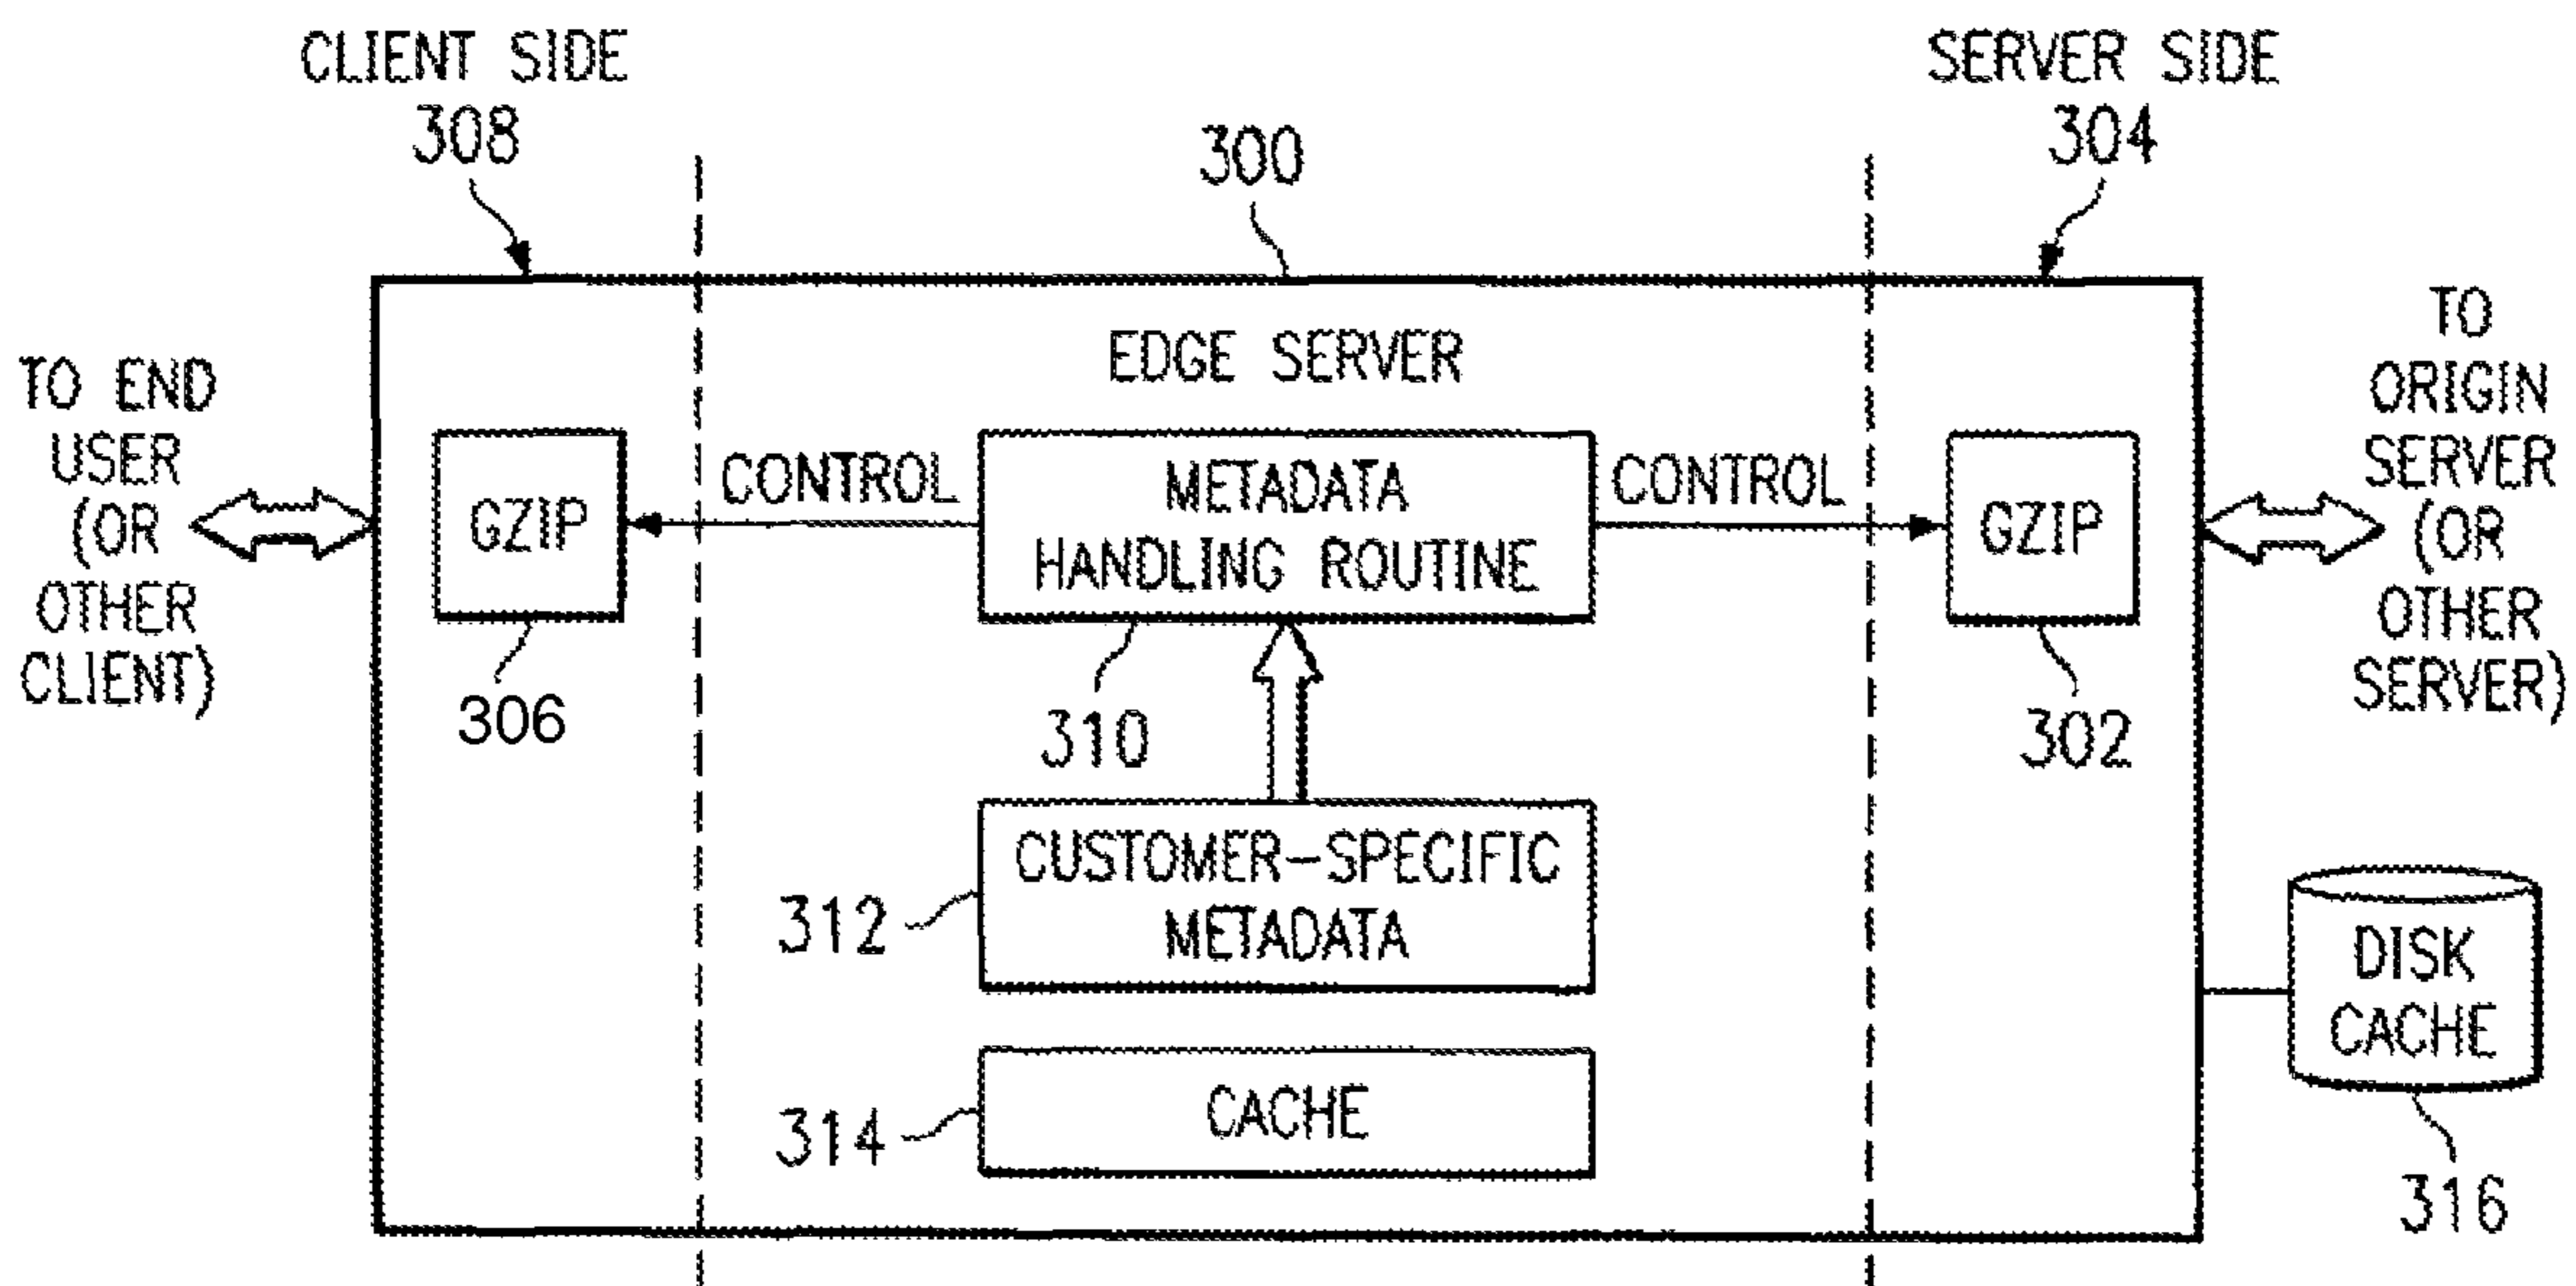 CLIENT SIDE
308
SERVER SIDE
304
300
EDGE SERVER
TO END
USER
(OR
OTHER
CLIENT)
GZIP
306
CONTROL
METADATA
HANDLING ROUTINE
310
CONTROL
GZIP
302
TO
ORIGIN
SERVER
(OR
OTHER
SERVER)
CUSTOMER-SPECIFIC
METADATA
312
CACHE
314
DISK
CACHE
316